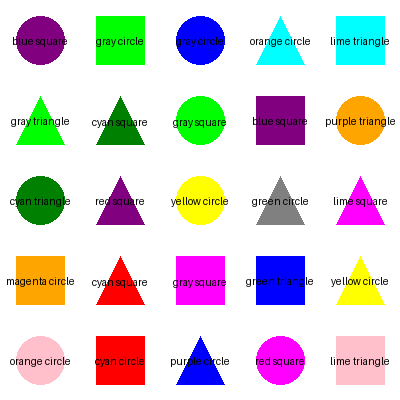 blue square gray circle gray circle orange circle lime triangle
gray triangle cyan square gray square blue square purple triangle
cyan triangle red square yellow circle green circle lime square
magenta circle cyan square gray square green triangle yellow circle
orange circle cyan circle purple circle red square lime triangle